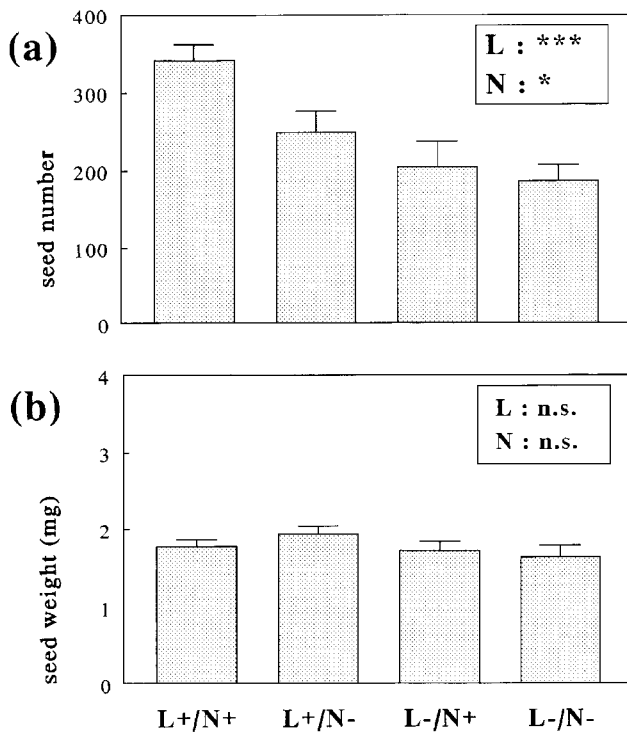 (a)
400
300
200
100
0
seed number
L : ***
N : *
(b)
4
3
2
1
0
seed weight (mg)
L : n.s.
N : n.s.
L+/N+ L+/N- L-/N+ L-/N-